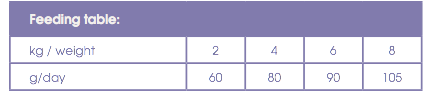 Feeding table:
kg / weight 2 4 6 8
g/day 60 80 90 105